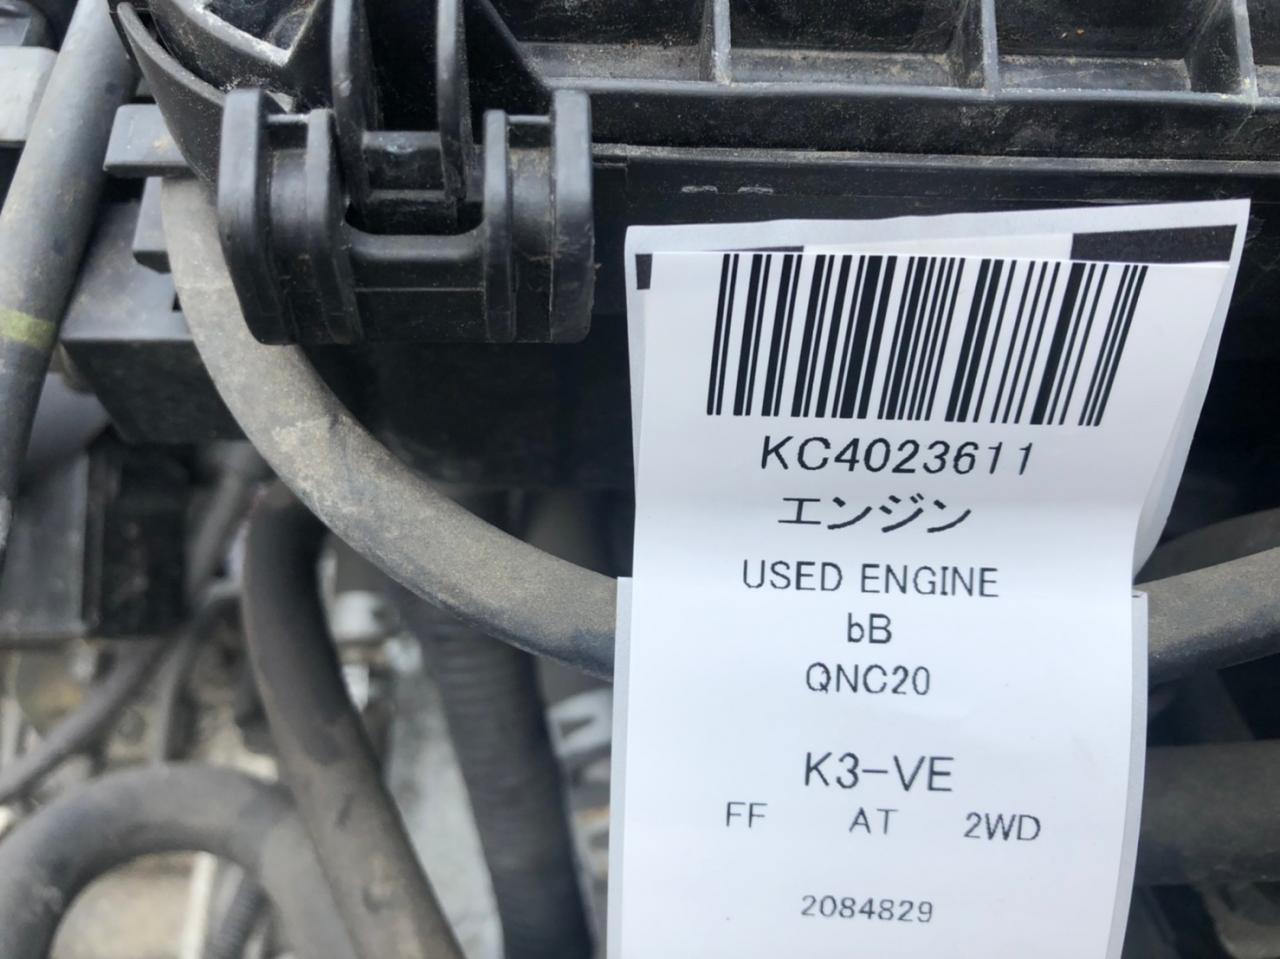 KC4023611
エンジン
USED ENGINE
bB
QNC20
K3-VE
FF AT 2WD
2084829